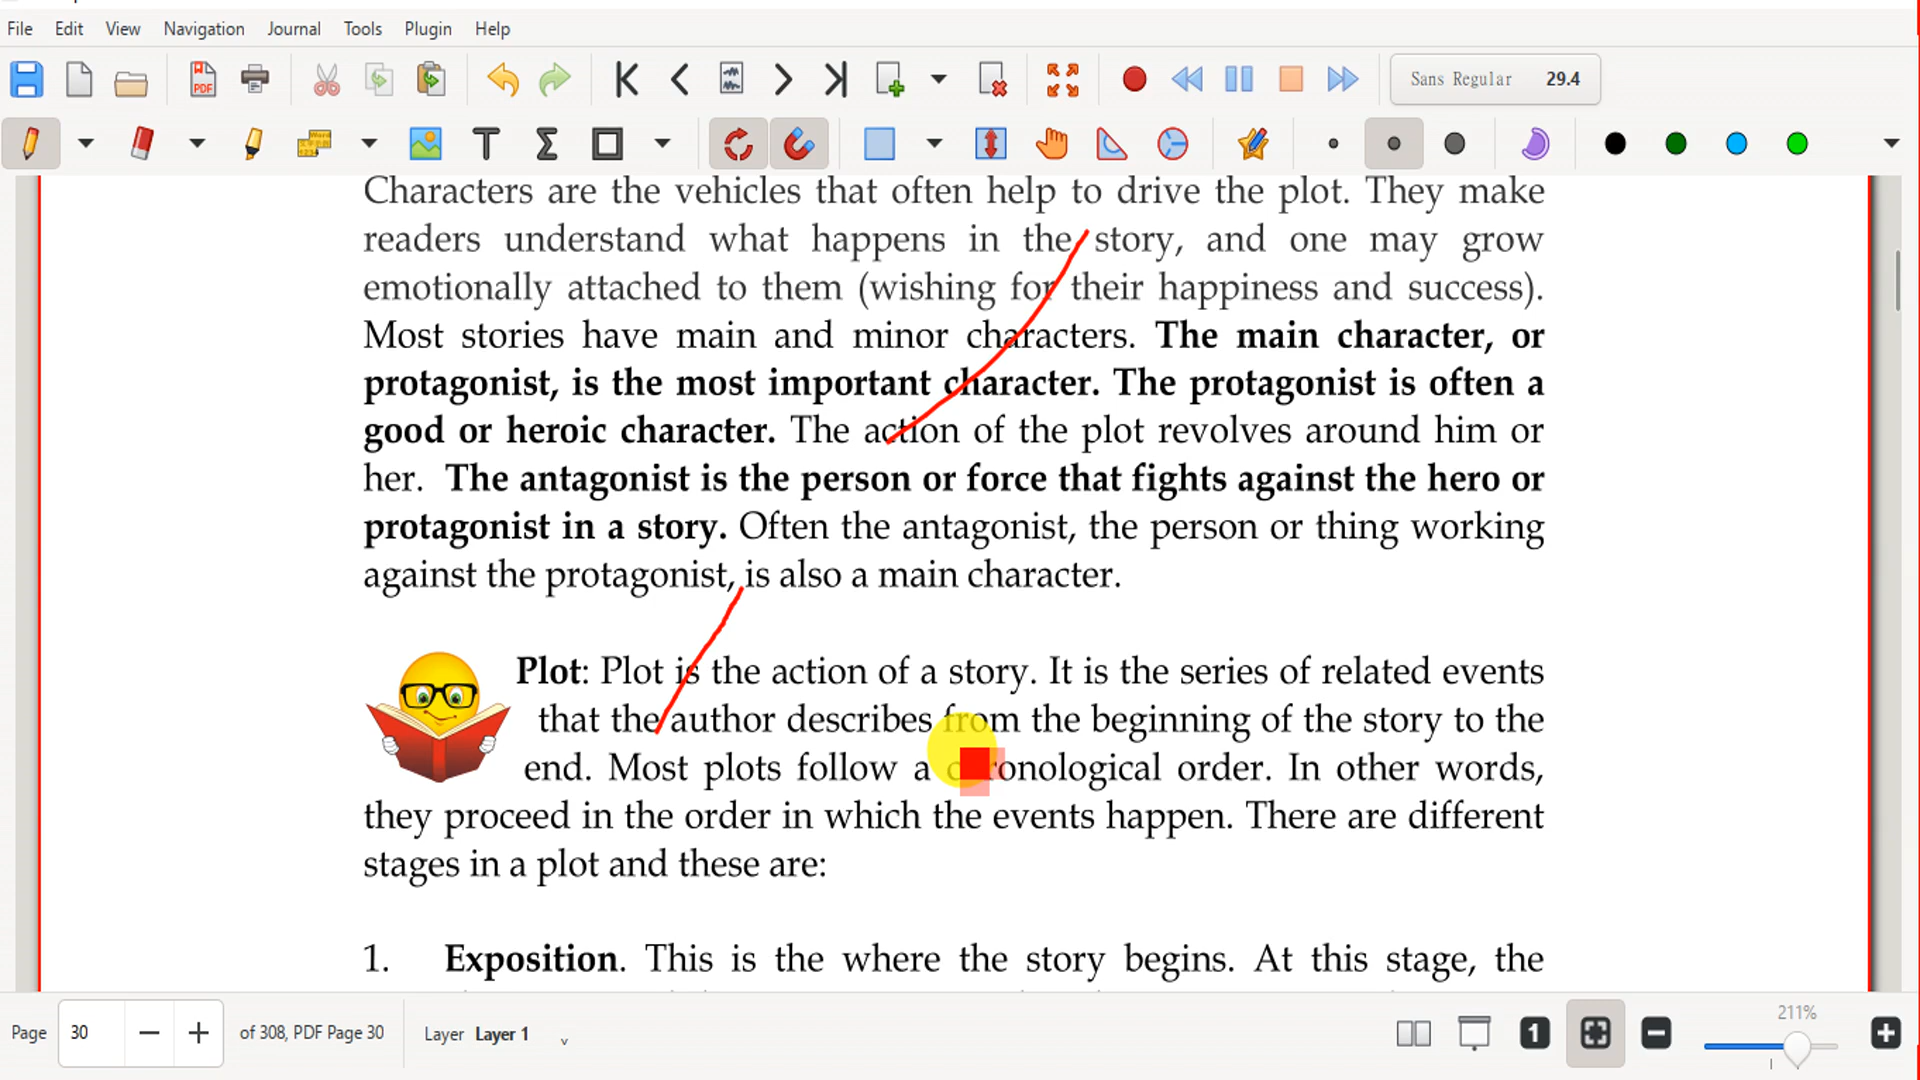 File Edit View Navigation Journal Tools Plugin Help
Sans Regular 29.4
Characters are the vehicles that often help to drive the plot. They make
readers understand what happens in the story, and one may grow
emotionally attached to them (wishing for their happiness and success).
Most stories have main and minor characters. The main character, or
protagonist, is the most important character. The protagonist is often a
good or heroic character. The action of the plot revolves around him or
her. The antagonist is the person or force that fights against the hero or
protagonist in a story. Often the antagonist, the person or thing working
against the protagonist, is also a main character.
Plot: Plot is the action of a story. It is the series of related events
that the author describes from the beginning of the story to the
end. Most plots follow a chronological order. In other words,
they proceed in the order in which the events happen. There are different
stages in a plot and these are:
1. Exposition. This is the where the story begins. At this stage, the
Page 30 of 308, PDF Page 30 Layer Layer 1 211%